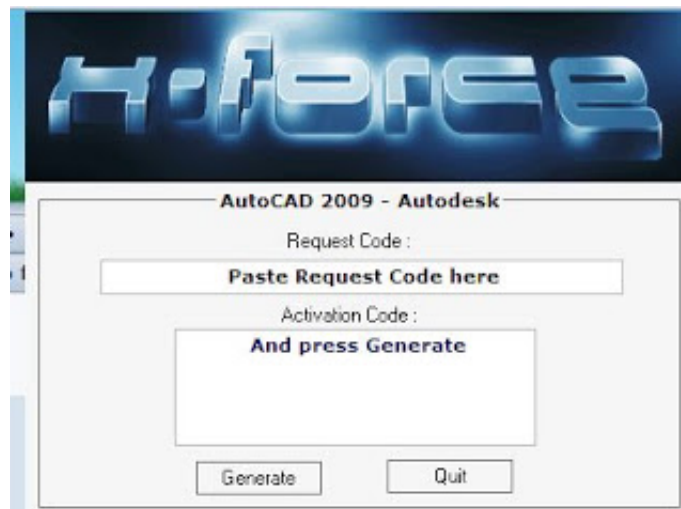 X-FORCE
AutoCAD 2009 - Autodesk
Request Code :
Paste Request Code here
Activation Code :
And press Generate
Generate
Quit